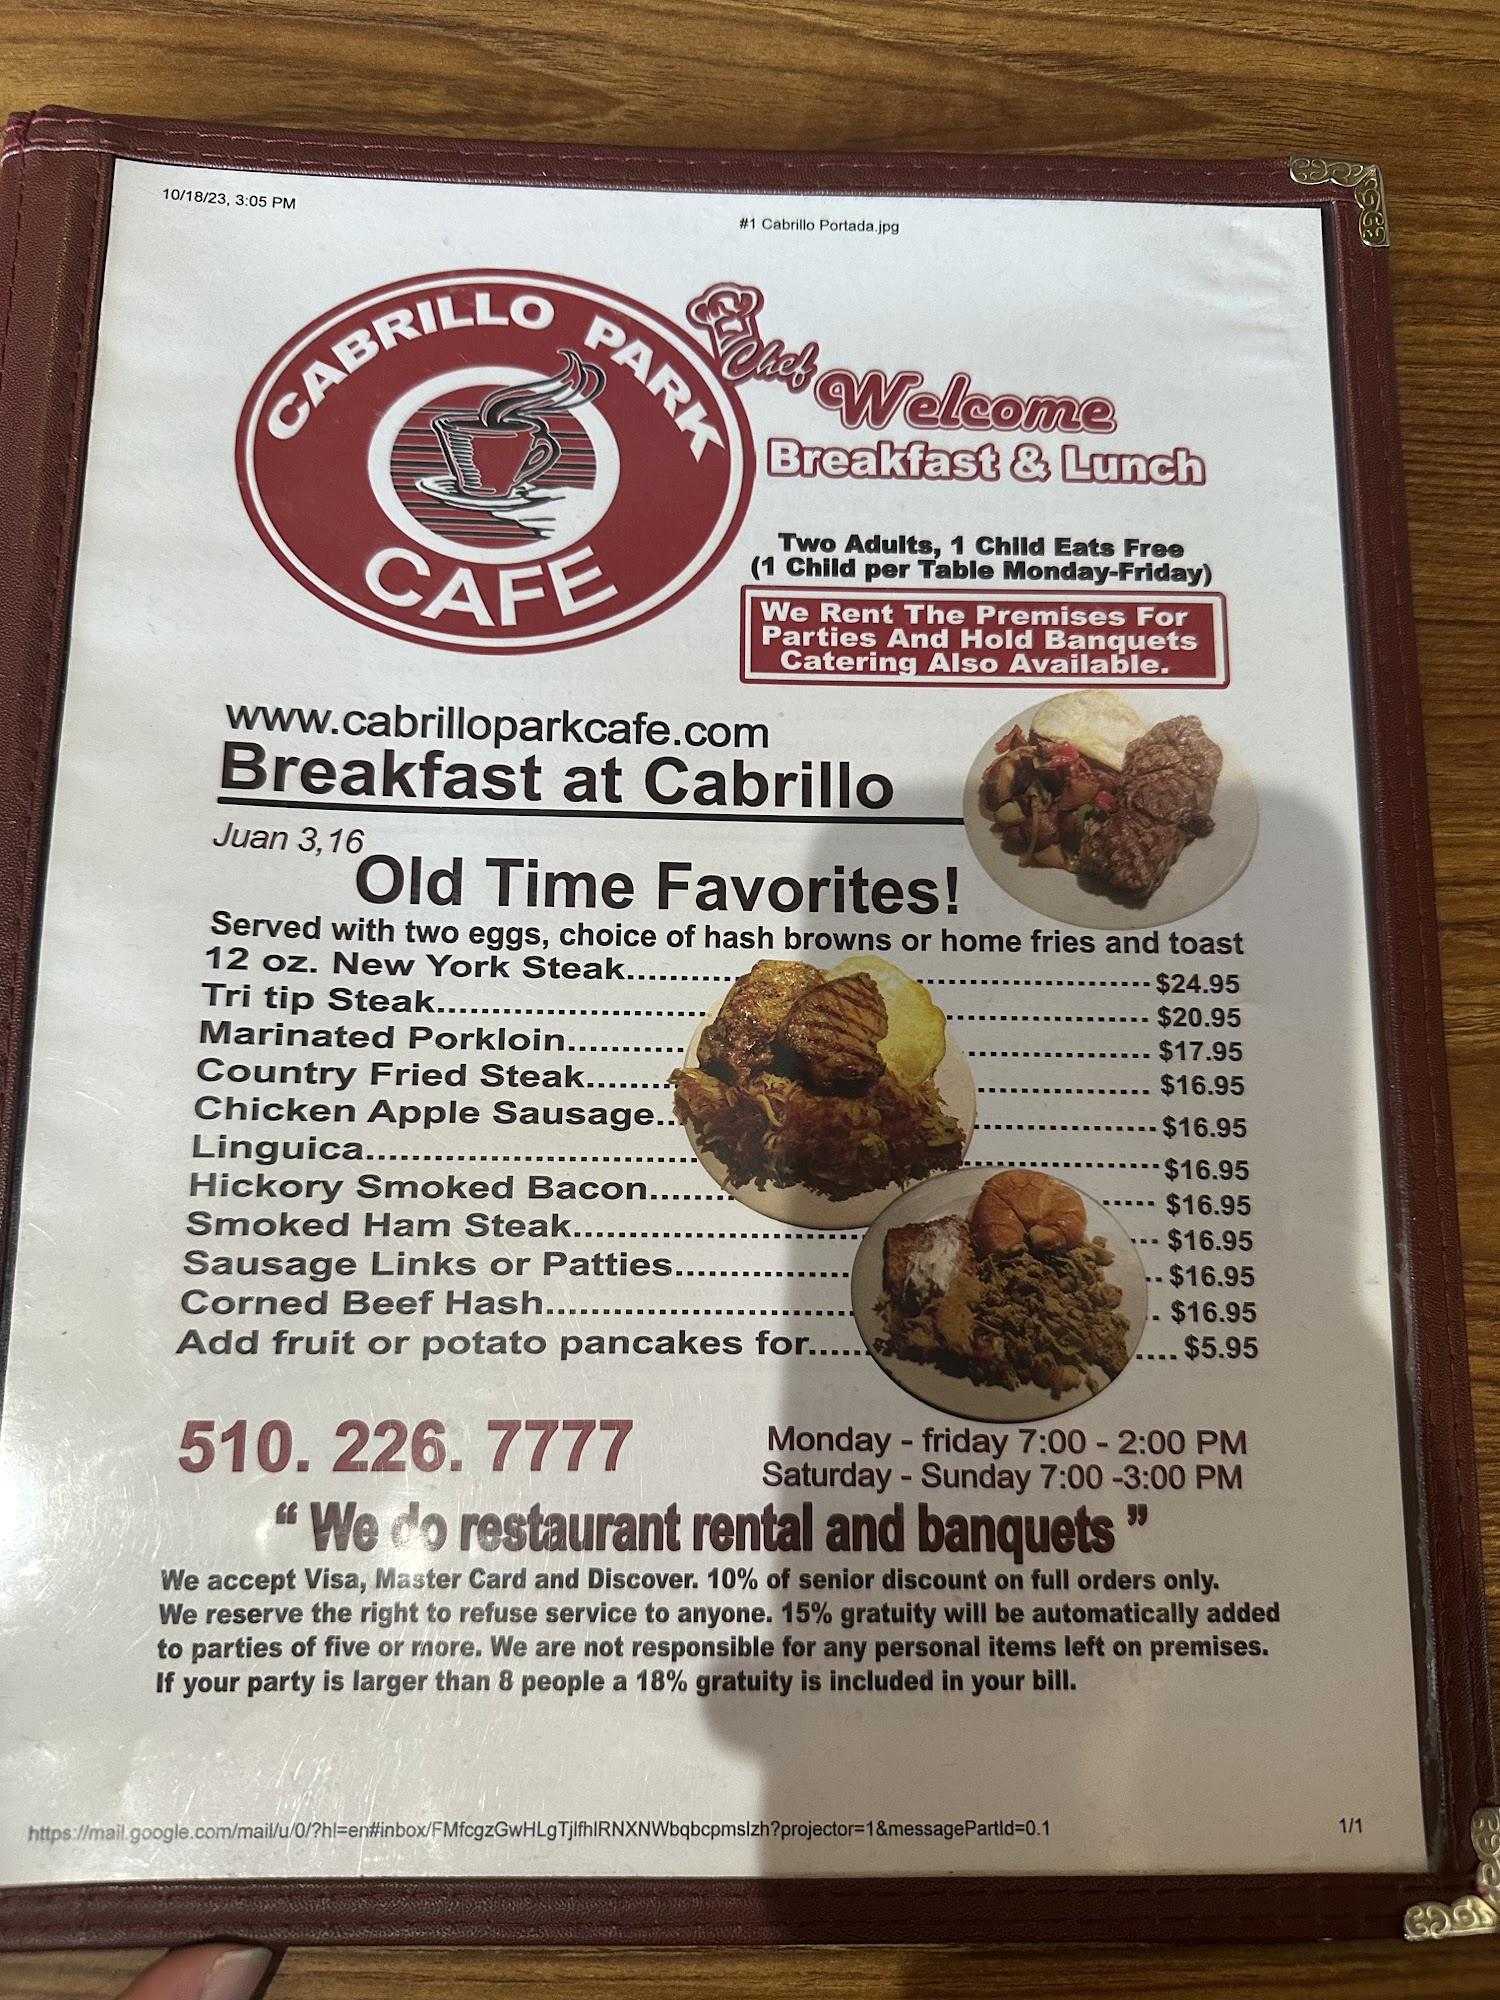 10/18/23, 3:05 PM
#1 Cabrillo Portada.jpg
CABRILLO PARK
CAFE
Chef
Welcome
Breakfast & Lunch
Two Adults, 1 Child Eats Free
(1 Child per Table Monday-Friday)
We Rent The Premises For
Parties And Hold Banquets
Catering Also Available.
www.cabrilloparkcafe.com
Breakfast at Cabrillo
Juan 3,16
Old Time Favorites!
Served with two eggs, choice of hash browns or home fries and toast
12 oz. New York Steak..........$24.95
Tri tip Steak..........$20.95
Marinated Porkloin..........$17.95
Country Fried Steak..........$16.95
Chicken Apple Sausage..........$16.95
Linguica..........$16.95
Hickory Smoked Bacon..........$16.95
Smoked Ham Steak..........$16.95
Sausage Links or Patties..........$16.95
Corned Beef Hash..........$16.95
Add fruit or potato pancakes for..........$5.95
510. 226. 7777
Monday - friday 7:00 - 2:00 PM
Saturday - Sunday 7:00 -3:00 PM
“ We do restaurant rental and banquets ”
We accept Visa, Master Card and Discover. 10% of senior discount on full orders only.
We reserve the right to refuse service to anyone. 15% gratuity will be automatically added
to parties of five or more. We are not responsible for any personal items left on premises.
If your party is larger than 8 people a 18% gratuity is included in your bill.
https://mail.google.com/mail/u/0/?hl=en#inbox/FMfcgzGwHLgTjlfhlRNXNWbqbcpmslzh?projector=1&messagePartId=0.1
1/1